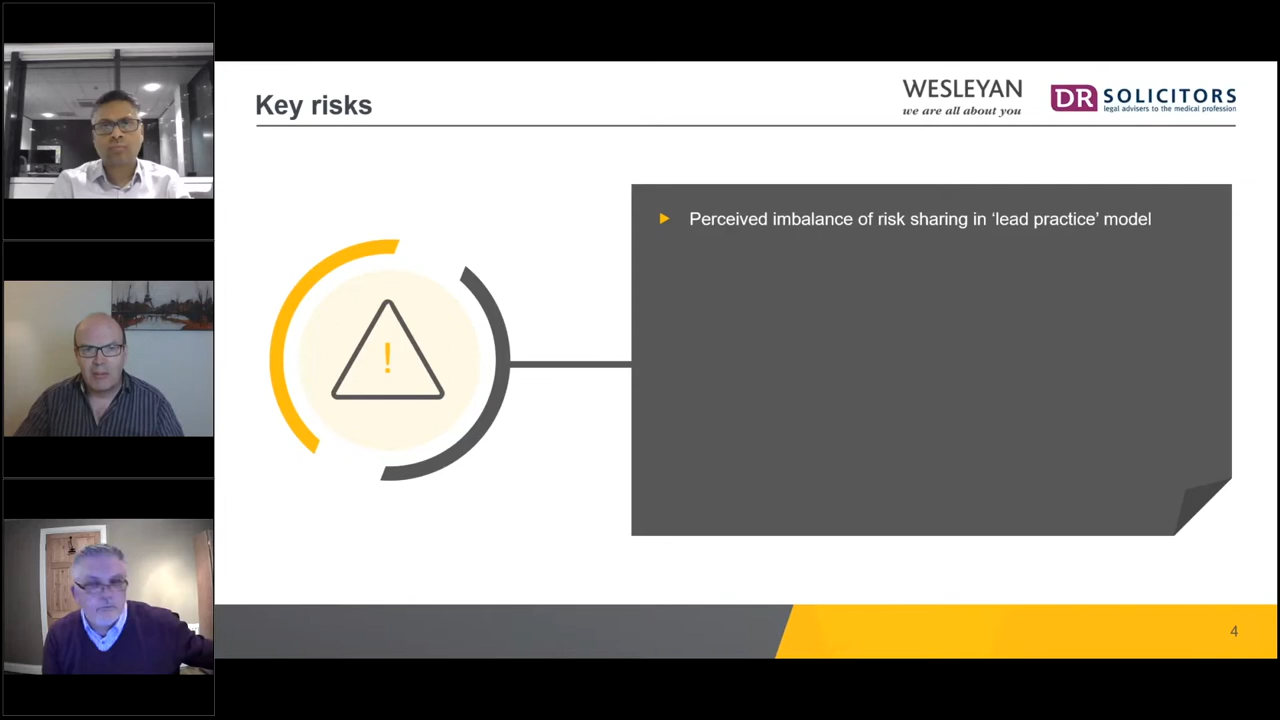 Key risks
WESLEYAN
we are all about you
DR SOLICITORS
legal advisers to the medical profession
Perceived imbalance of risk sharing in ‘lead practice’ model
!
4